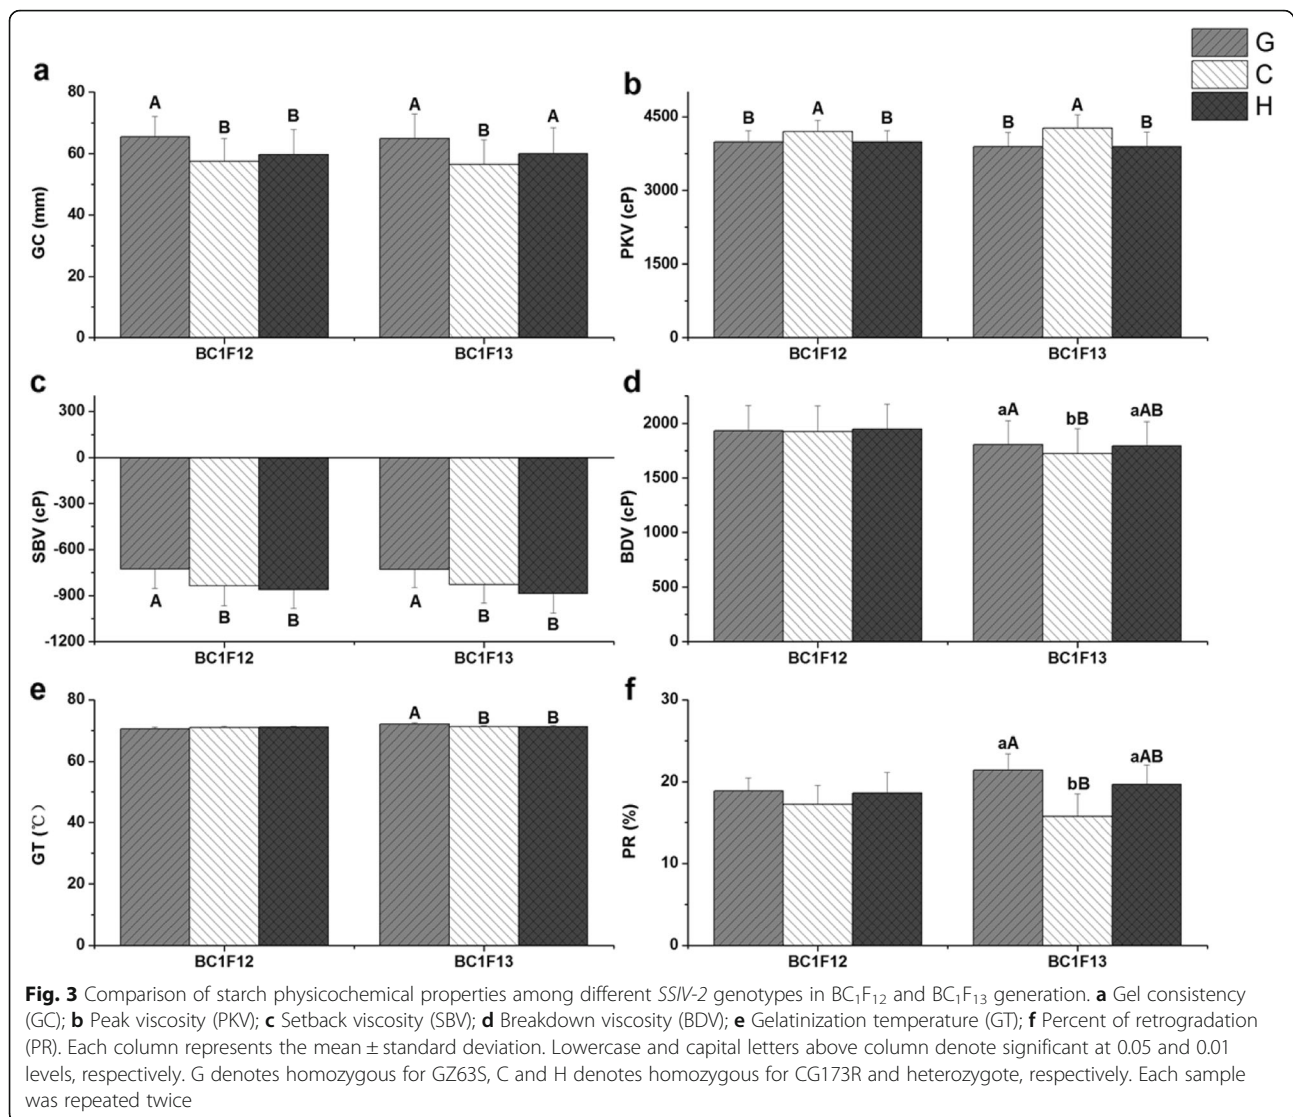 G
C
H
a
80
60
40
20
0
GC (mm)
A
B
B
A
B
A
BC1F12
BC1F13
b
4500
3000
1500
0
PKV (cP)
B
A
B
B
A
B
BC1F12
BC1F13
c
300
0
-300
-600
-900
-1200
SBV (cP)
A
B
B
A
B
B
BC1F12
BC1F13
d
2000
1500
1000
500
0
BDV (cP)
aA
bB
aAB
BC1F12
BC1F13
e
80
60
40
20
0
GT (℃)
A
B
B
BC1F12
BC1F13
f
30
20
10
0
PR (%)
aA
bB
aAB
BC1F12
BC1F13
Fig. 3 Comparison of starch physicochemical properties among different SSIV-2 genotypes in BC₁F₁₂ and BC₁F₁₃ generation. a Gel consistency
(GC); b Peak viscosity (PKV); c Setback viscosity (SBV); d Breakdown viscosity (BDV); e Gelatinization temperature (GT); f Percent of retrogradation
(PR). Each column represents the mean ± standard deviation. Lowercase and capital letters above column denote significant at 0.05 and 0.01
levels, respectively. G denotes homozygous for GZ63S, C and H denotes homozygous for CG173R and heterozygote, respectively. Each sample
was repeated twice